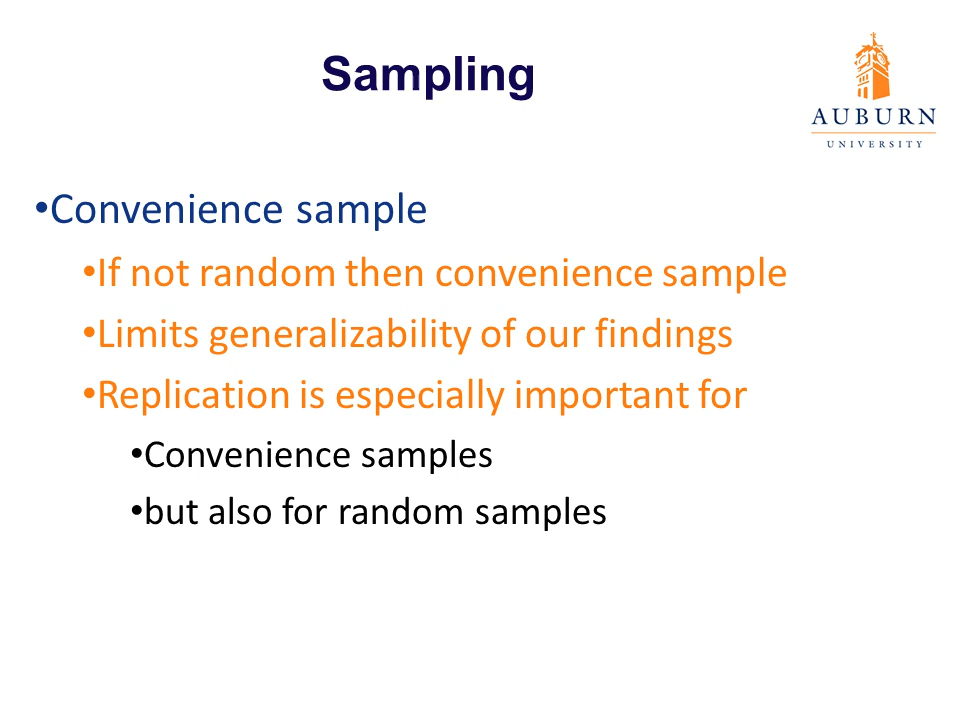 Sampling
AUBURN
UNIVERSITY
•Convenience sample
•If not random then convenience sample
•Limits generalizability of our findings
•Replication is especially important for
•Convenience samples
•but also for random samples